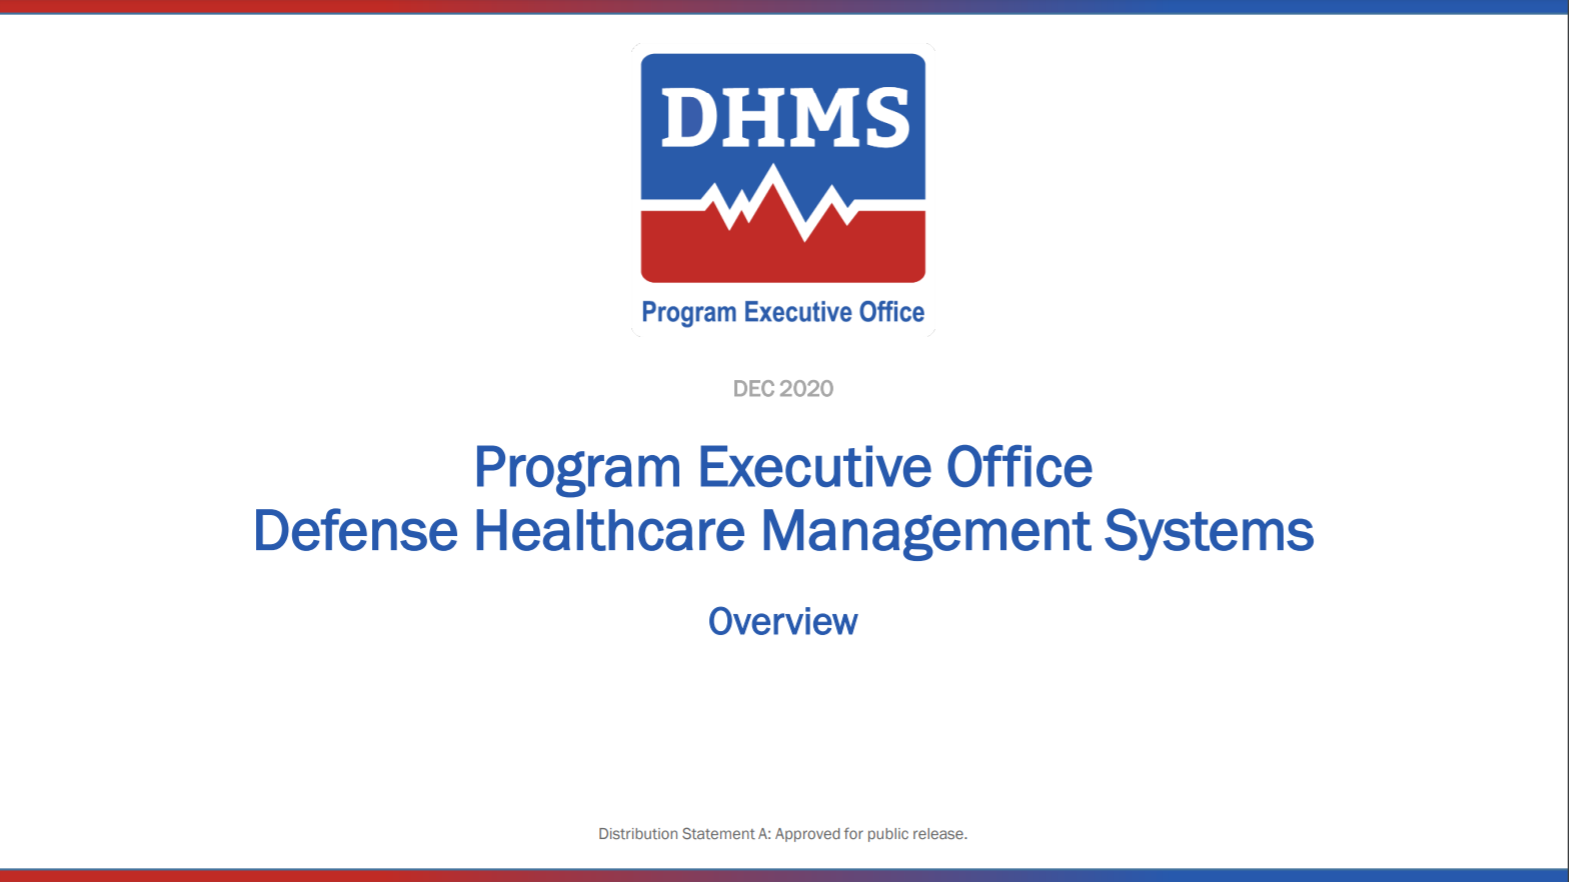 DHMS
Program Executive Office
DEC 2020
Program Executive Office
Defense Healthcare Management Systems
Overview
Distribution Statement A: Approved for public release.